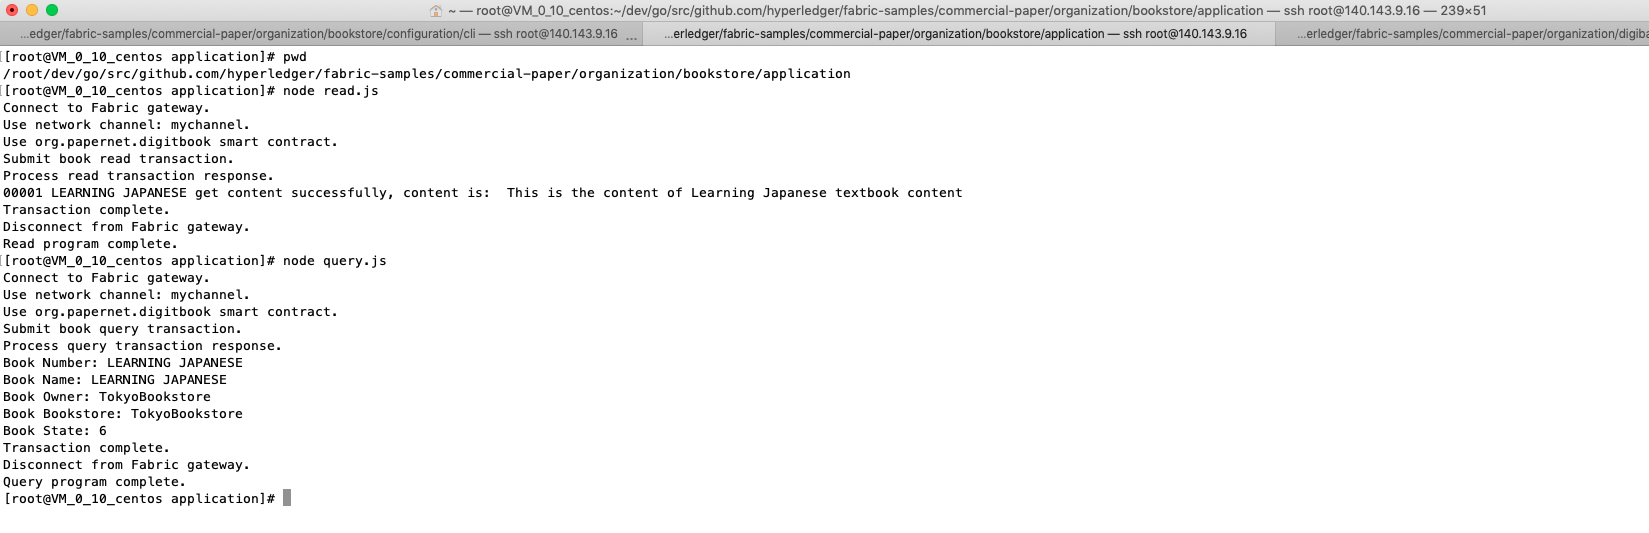 ~ — root@VM_0_10_centos:~/dev/go/src/github.com/hyperledger/fabric-samples/commercial-paper/organization/bookstore/application — ssh root@140.143.9.16 — 239×51
...edger/fabric-samples/commercial-paper/organization/bookstore/configuration/cli — ssh root@140.143.9.16 ... ...erledger/fabric-samples/commercial-paper/organization/bookstore/application — ssh root@140.143.9.16 ...erledger/fabric-samples/commercial-paper/organization/digiba
[root@VM_0_10_centos application]# pwd
/root/dev/go/src/github.com/hyperledger/fabric-samples/commercial-paper/organization/bookstore/application
[root@VM_0_10_centos application]# node read.js
Connect to Fabric gateway.
Use network channel: mychannel.
Use org.papernet.digitbook smart contract.
Submit book read transaction.
Process read transaction response.
00001 LEARNING JAPANESE get content successfully, content is:  This is the content of Learning Japanese textbook content
Transaction complete.
Disconnect from Fabric gateway.
Read program complete.
[root@VM_0_10_centos application]# node query.js
Connect to Fabric gateway.
Use network channel: mychannel.
Use org.papernet.digitbook smart contract.
Submit book query transaction.
Process query transaction response.
Book Number: LEARNING JAPANESE
Book Name: LEARNING JAPANESE
Book Owner: TokyoBookstore
Book Bookstore: TokyoBookstore
Book State: 6
Transaction complete.
Disconnect from Fabric gateway.
Query program complete.
[root@VM_0_10_centos application]#